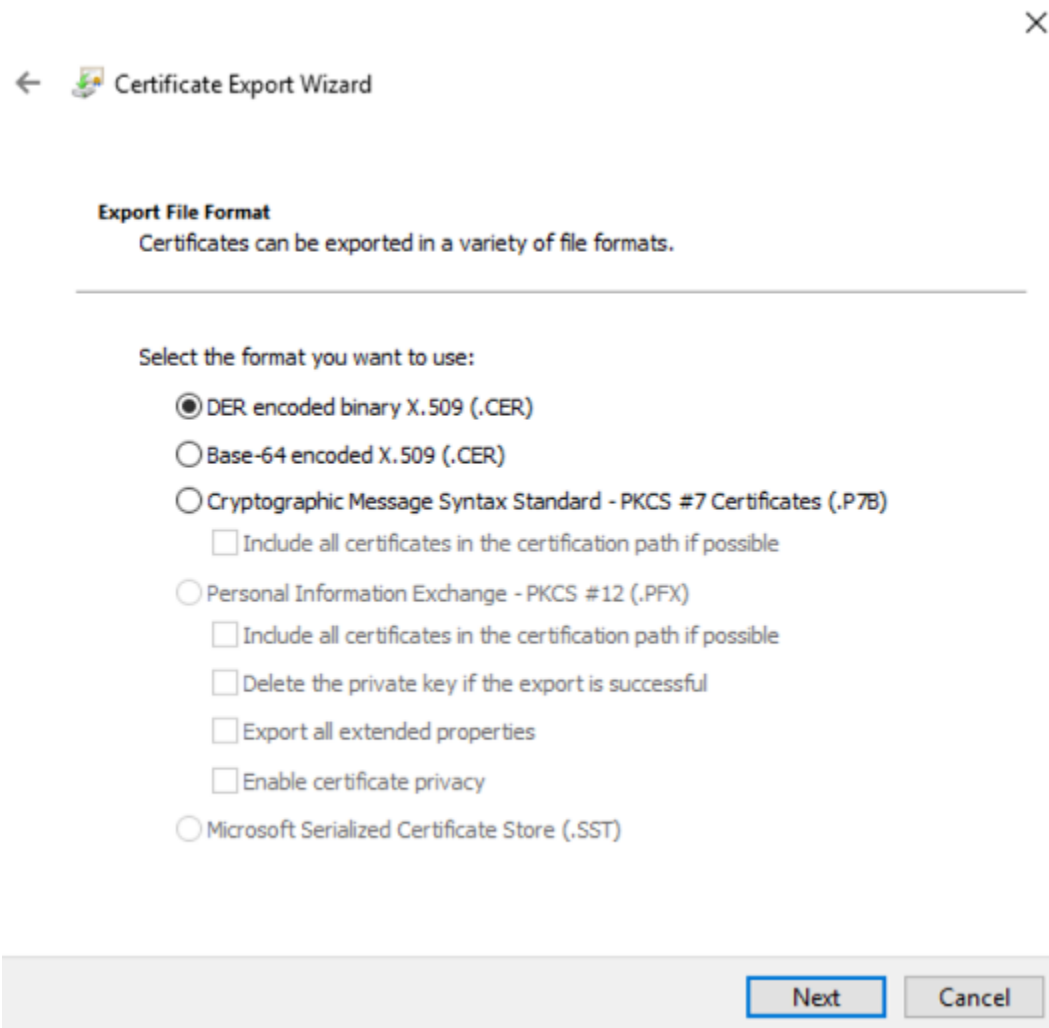 Certificate Export Wizard
Export File Format
Certificates can be exported in a variety of file formats.
Select the format you want to use:
DER encoded binary X.509 (.CER)
Base-64 encoded X.509 (.CER)
Cryptographic Message Syntax Standard - PKCS #7 Certificates (.P7B)
Include all certificates in the certification path if possible
Personal Information Exchange - PKCS #12 (.PFX)
Include all certificates in the certification path if possible
Delete the private key if the export is successful
Export all extended properties
Enable certificate privacy
Microsoft Serialized Certificate Store (.SST)
Next Cancel